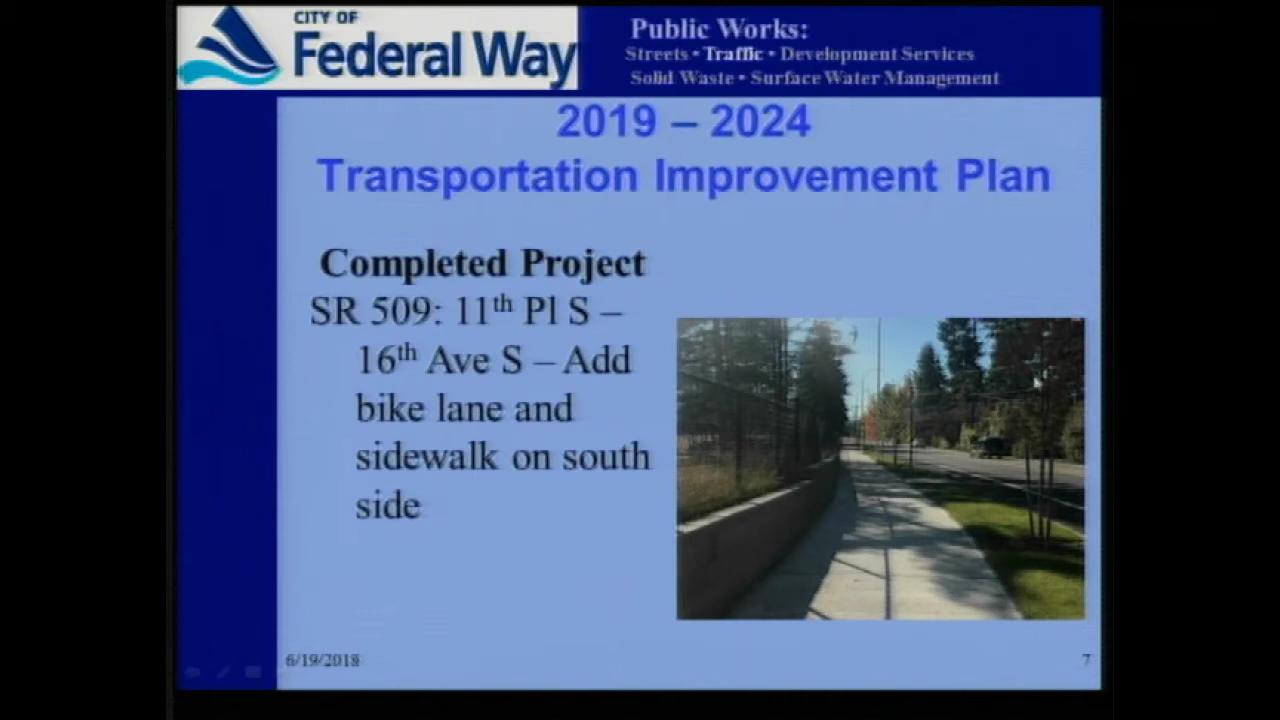 CITY OF
Federal Way
Public Works:
Streets • Traffic • Development Services
Solid Waste • Surface Water Management
2019 – 2024
Transportation Improvement Plan
Completed Project
SR 509: 11th Pl S –
16th Ave S – Add
bike lane and
sidewalk on south
side
6/19/2018
7